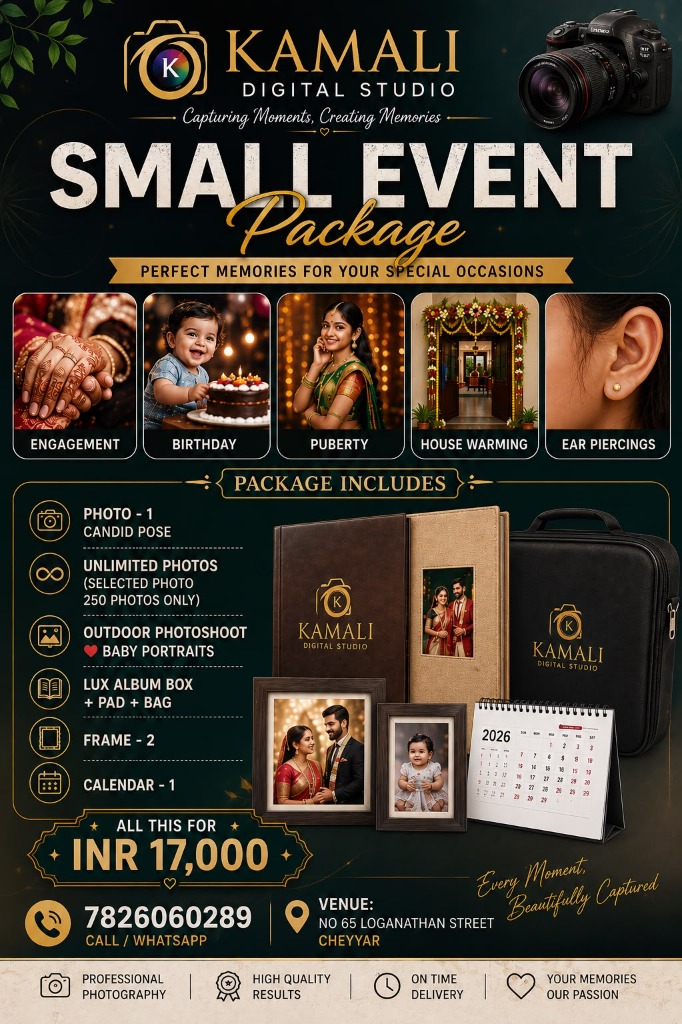 K
KAMALI
DIGITAL STUDIO
Capturing Moments, Creating Memories
SMALL EVENT
Package
PERFECT MEMORIES FOR YOUR SPECIAL OCCASIONS
ENGAGEMENT
BIRTHDAY
PUBERTY
HOUSE WARMING
EAR PIERCINGS
PACKAGE INCLUDES
PHOTO - 1
CANDID POSE
UNLIMITED PHOTOS
(SELECTED PHOTO
250 PHOTOS ONLY)
OUTDOOR PHOTOSHOOT
❤ BABY PORTRAITS
LUX ALBUM BOX
+ PAD + BAG
FRAME - 2
CALENDAR - 1
K
KAMALI
DIGITAL STUDIO
K
KAMALI
DIGITAL STUDIO
2026
ALL THIS FOR
INR 17,000
Every Moment,
Beautifully Captured
7826060289
CALL / WHATSAPP
VENUE:
NO 65 LOGANATHAN STREET
CHEYYAR
PROFESSIONAL
PHOTOGRAPHY
HIGH QUALITY
RESULTS
ON TIME
DELIVERY
YOUR MEMORIES
OUR PASSION